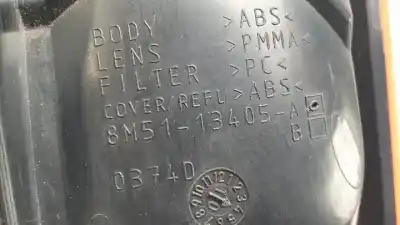 BODY >ABS<
LENS >PMMA<
FILTER >PC<
COVER/REFL >ABS<
8M51-13405-A
B
0374D